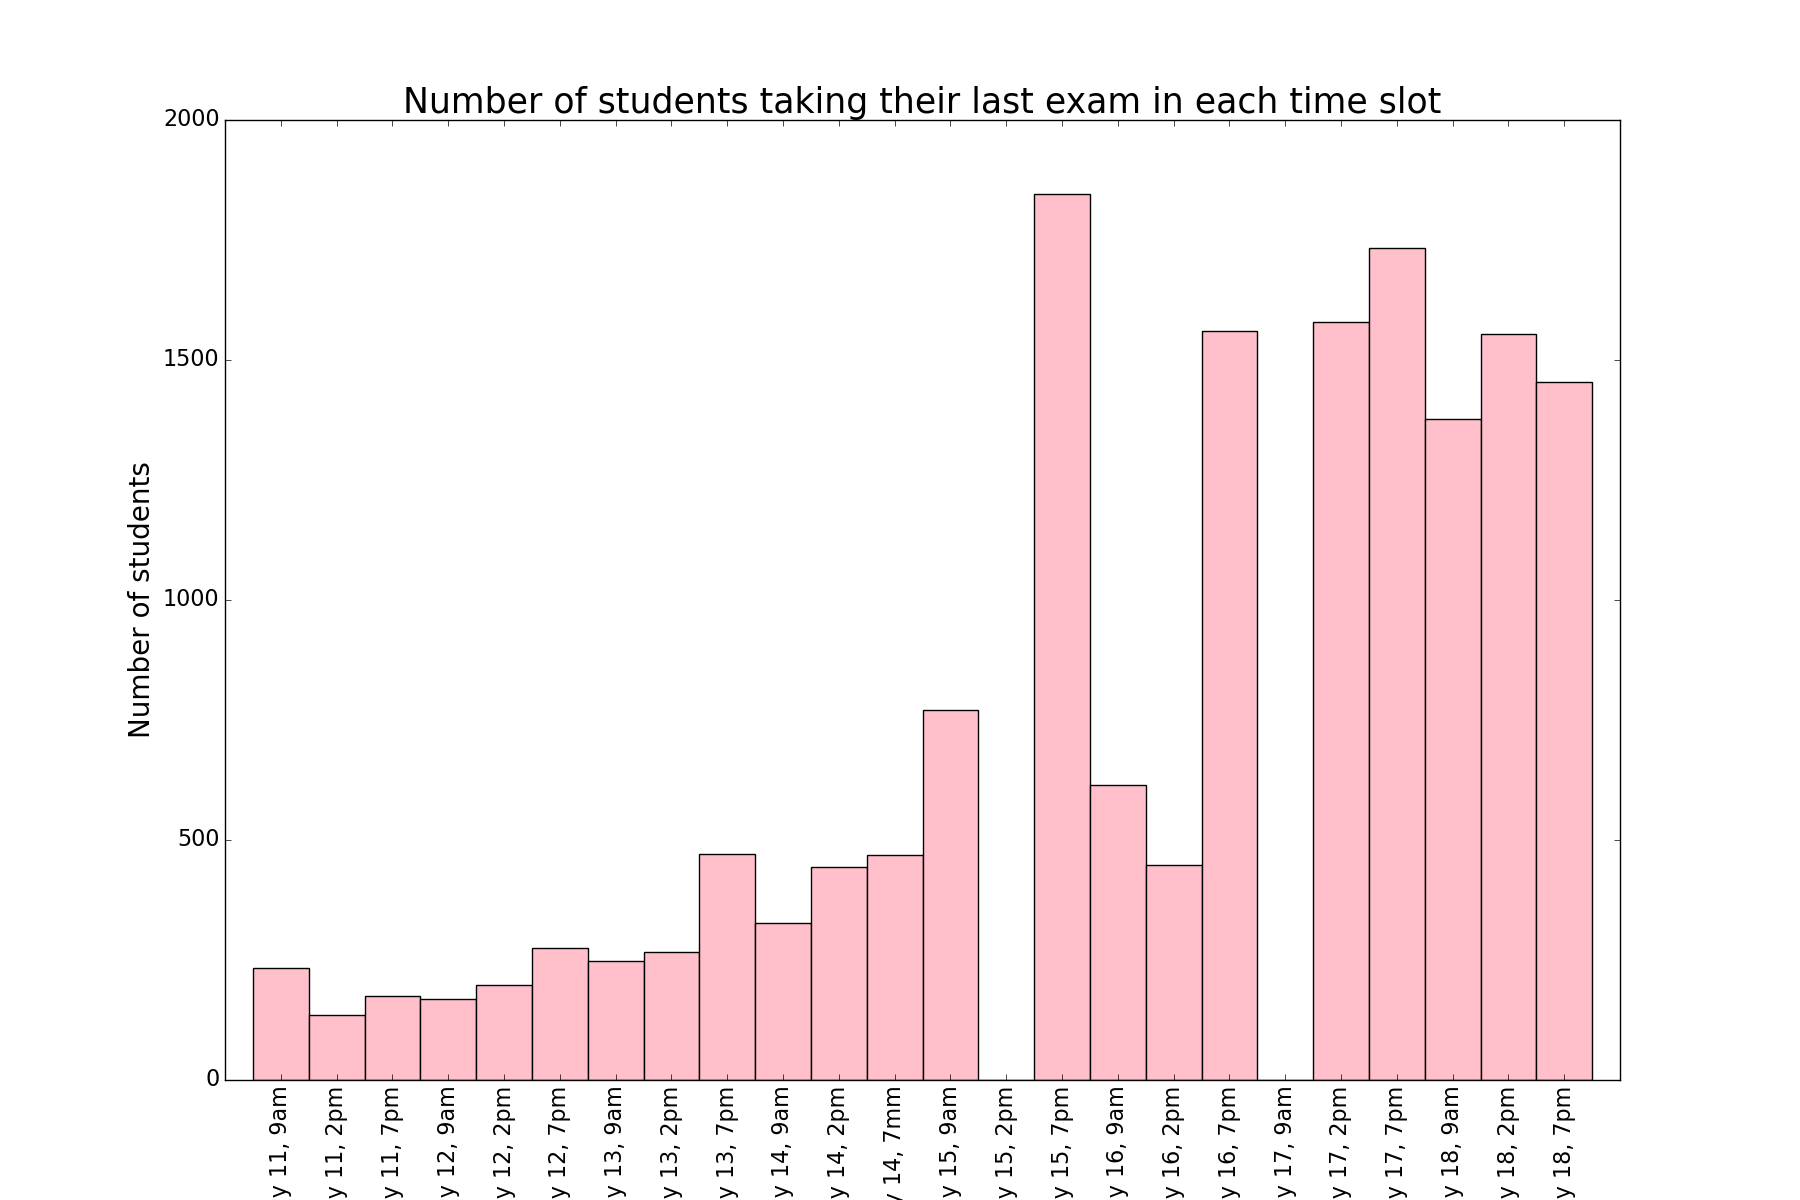 Number of students taking their last exam in each time slot
2000
1500
1000
500
0
Number of students
y 11, 9am
y 11, 2pm
y 11, 7pm
y 12, 9am
y 12, 2pm
y 12, 7pm
y 13, 9am
y 13, 2pm
y 13, 7pm
y 14, 9am
y 14, 2pm
y 14, 7mm
y 15, 9am
y 15, 2pm
y 15, 7pm
y 16, 9am
y 16, 2pm
y 16, 7pm
y 17, 9am
y 17, 2pm
y 17, 7pm
y 18, 9am
y 18, 2pm
y 18, 7pm